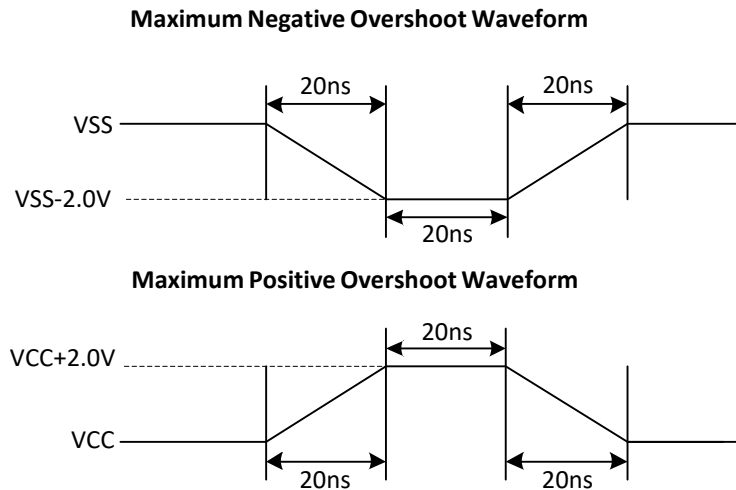 Maximum Negative Overshoot Waveform
20ns
20ns
VSS
VSS-2.0V
20ns
Maximum Positive Overshoot Waveform
20ns
VCC+2.0V
VCC
20ns
20ns